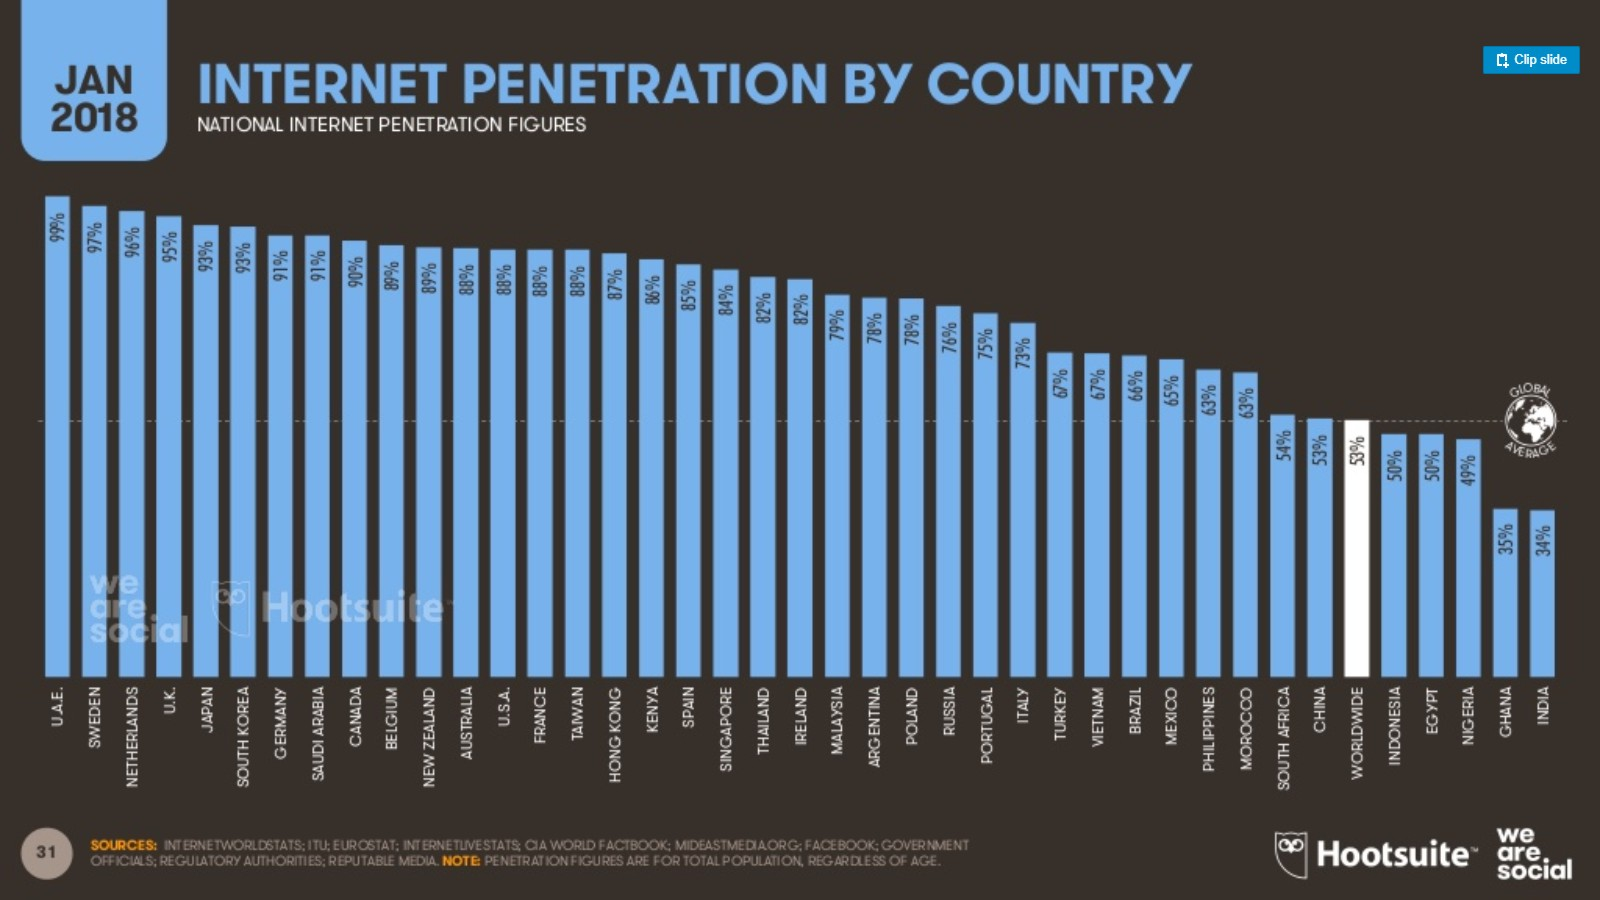 JAN
2018
INTERNET PENETRATION BY COUNTRY
NATIONAL INTERNET PENETRATION FIGURES
Clip slide
99%
97%
96%
95%
93%
93%
91%
91%
90%
89%
89%
88%
88%
88%
88%
87%
86%
85%
84%
82%
82%
79%
78%
78%
76%
75%
73%
67%
67%
66%
65%
63%
63%
54%
53%
53%
50%
50%
49%
35%
34%
GLOBAL
AVERAGE
we
are
social
Hootsuite
U.A.E.
SWEDEN
NETHERLANDS
U.K.
JAPAN
SOUTH KOREA
GERMANY
SAUDI ARABIA
CANADA
BELGIUM
NEW ZEALAND
AUSTRALIA
U.S.A.
FRANCE
TAIWAN
HONG KONG
KENYA
SPAIN
SINGAPORE
THAILAND
IRELAND
MALAYSIA
ARGENTINA
POLAND
RUSSIA
PORTUGAL
ITALY
TURKEY
VIETNAM
BRAZIL
MEXICO
PHILIPPINES
MOROCCO
SOUTH AFRICA
CHINA
WORLDWIDE
INDONESIA
EGYPT
NIGERIA
GHANA
INDIA
31
SOURCES: INTERNETWORLDSTATS; ITU; EUROSTAT; INTERNETLIVESTATS; CIA WORLD FACTBOOK; MIDEASTMEDIA.ORG; FACEBOOK; GOVERNMENT
OFFICIALS; REGULATORY AUTHORITIES; REPUTABLE MEDIA. NOTE: PENETRATION FIGURES ARE FOR TOTAL POPULATION, REGARDLESS OF AGE.
Hootsuite™
we
are
social